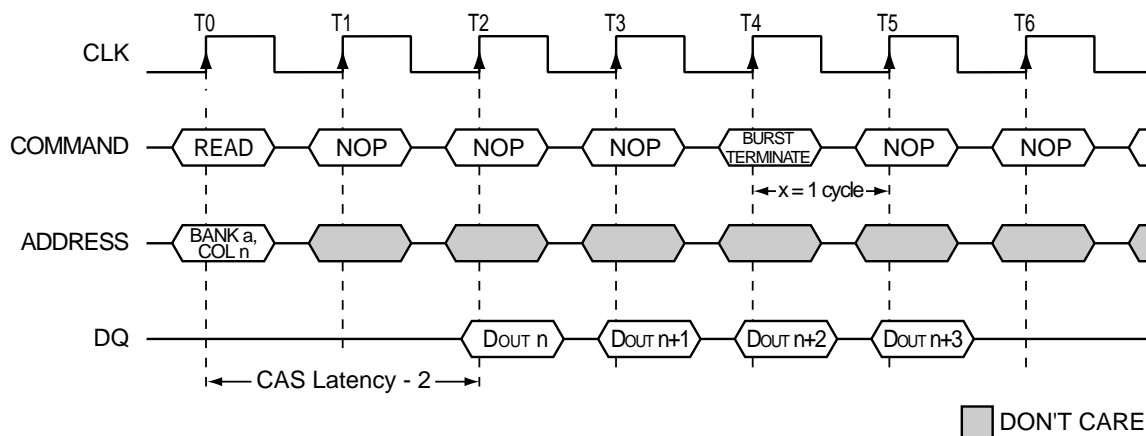 T0 T1 T2 T3 T4 T5 T6
CLK
COMMAND READ NOP NOP NOP BURST TERMINATE NOP NOP
x = 1 cycle
ADDRESS BANK a, COL n
DQ DOUT n DOUT n+1 DOUT n+2 DOUT n+3
CAS Latency - 2
DON'T CARE